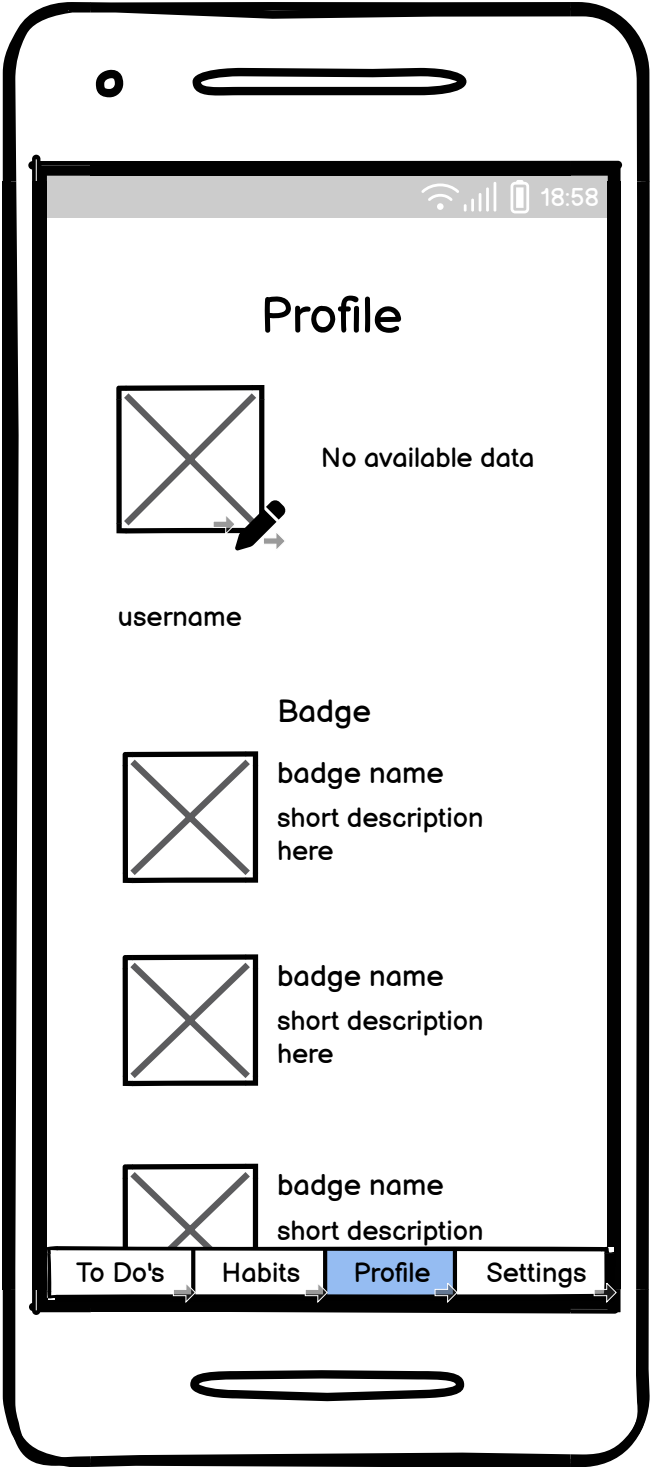 18:58
Profile
No available data
username
Badge
badge name
short description
here
badge name
short description
here
badge name
short description
To Do's Habits Profile Settings